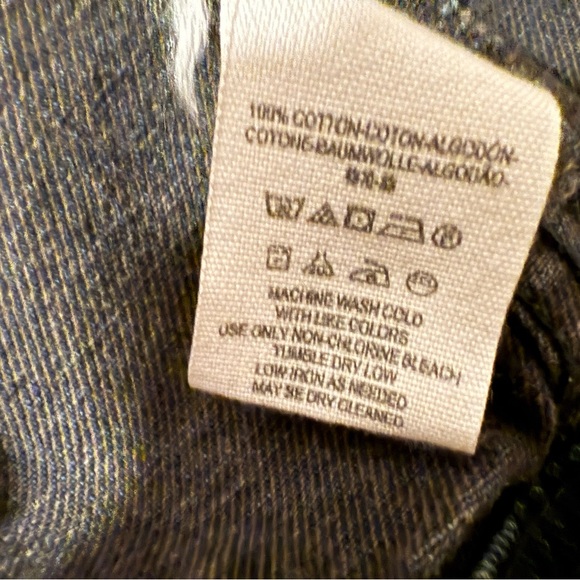 100% COTTON-COTON-ALGODÓN-
COTONE-BAUMWOLLE-ALGODÃO-
MACHINE WASH COLD
WITH LIKE COLORS
USE ONLY NON-CHLORINE BLEACH
TUMBLE DRY LOW
LOW IRON AS NEEDED
MAY BE DRY CLEANED